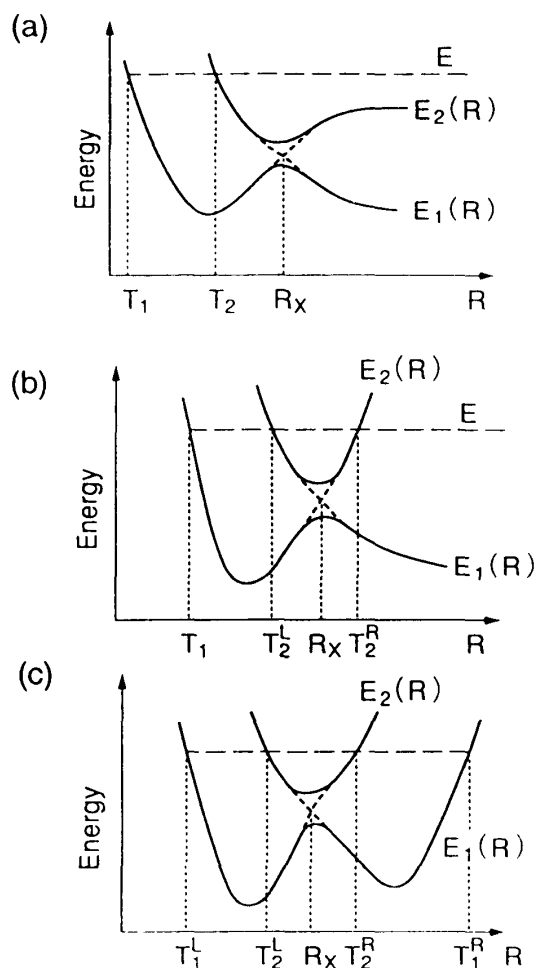 (a)
E
E₂(R)
E₁(R)
Energy
T₁ T₂ Rₓ R
(b)
E₂(R)
E
E₁(R)
Energy
T₁ T₂ᴸ Rₓ T₂ᴿ R
(c)
E₂(R)
E₁(R)
Energy
T₁ᴸ T₂ᴸ Rₓ T₂ᴿ T₁ᴿ R